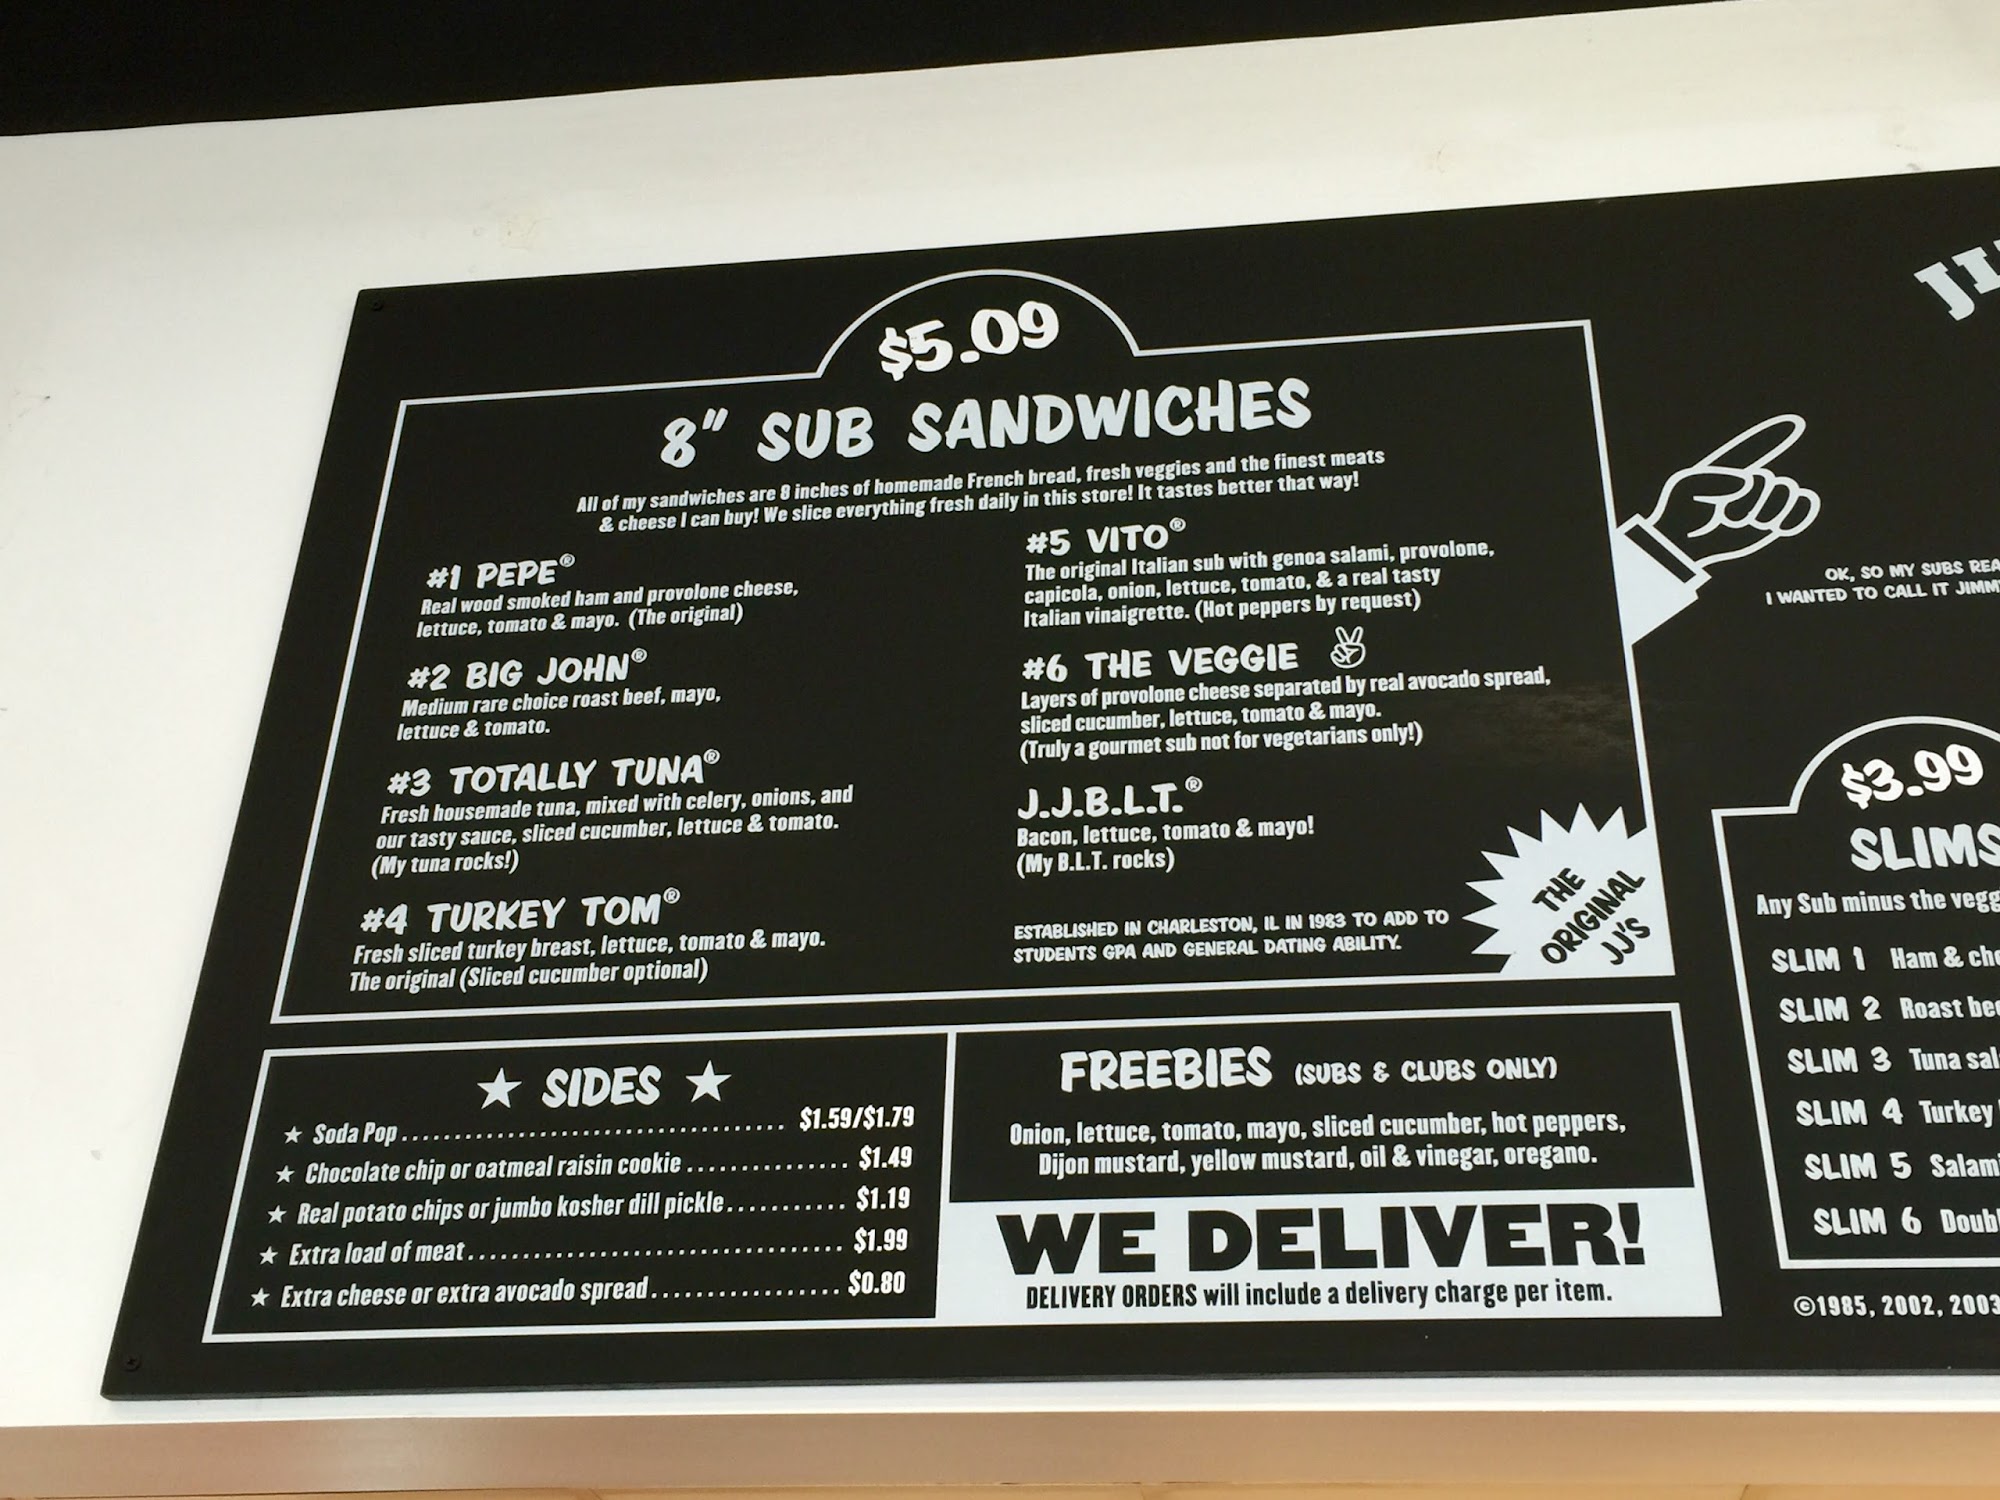 $5.09
8" SUB SANDWICHES
All of my sandwiches are 8 inches of homemade French bread, fresh veggies and the finest meats
& cheese I can buy! We slice everything fresh daily in this store! It tastes better that way!
#1 PEPE®
Real wood smoked ham and provolone cheese,
lettuce, tomato & mayo. (The original)
#2 BIG JOHN®
Medium rare choice roast beef, mayo,
lettuce & tomato.
#3 TOTALLY TUNA®
Fresh housemade tuna, mixed with celery, onions, and
our tasty sauce, sliced cucumber, lettuce & tomato.
(My tuna rocks!)
#4 TURKEY TOM®
Fresh sliced turkey breast, lettuce, tomato & mayo.
The original (Sliced cucumber optional)
#5 VITO®
The original Italian sub with genoa salami, provolone,
capicola, onion, lettuce, tomato, & a real tasty
Italian vinaigrette. (Hot peppers by request)
#6 THE VEGGIE
Layers of provolone cheese separated by real avocado spread,
sliced cucumber, lettuce, tomato & mayo.
(Truly a gourmet sub not for vegetarians only!)
J.J.B.L.T.®
Bacon, lettuce, tomato & mayo!
(My B.L.T. rocks)
ESTABLISHED IN CHARLESTON, IL IN 1983 TO ADD TO
STUDENTS GPA AND GENERAL DATING ABILITY.
THE
ORIGINAL
JJ'S
★ SIDES ★
★ Soda Pop.................................... $1.59/$1.79
★ Chocolate chip or oatmeal raisin cookie............... $1.49
★ Real potato chips or jumbo kosher dill pickle........... $1.19
★ Extra load of meat................................... $1.99
★ Extra cheese or extra avocado spread.................. $0.80
FREEBIES (SUBS & CLUBS ONLY)
Onion, lettuce, tomato, mayo, sliced cucumber, hot peppers,
Dijon mustard, yellow mustard, oil & vinegar, oregano.
WE DELIVER!
DELIVERY ORDERS will include a delivery charge per item.
OK, SO MY SUBS REA
I WANTED TO CALL IT JIMM
$3.99
SLIMS
Any Sub minus the vegg
SLIM 1 Ham & che
SLIM 2 Roast bee
SLIM 3 Tuna sal
SLIM 4 Turkey
SLIM 5 Salami
SLIM 6 Doubl
©1985, 2002, 2003